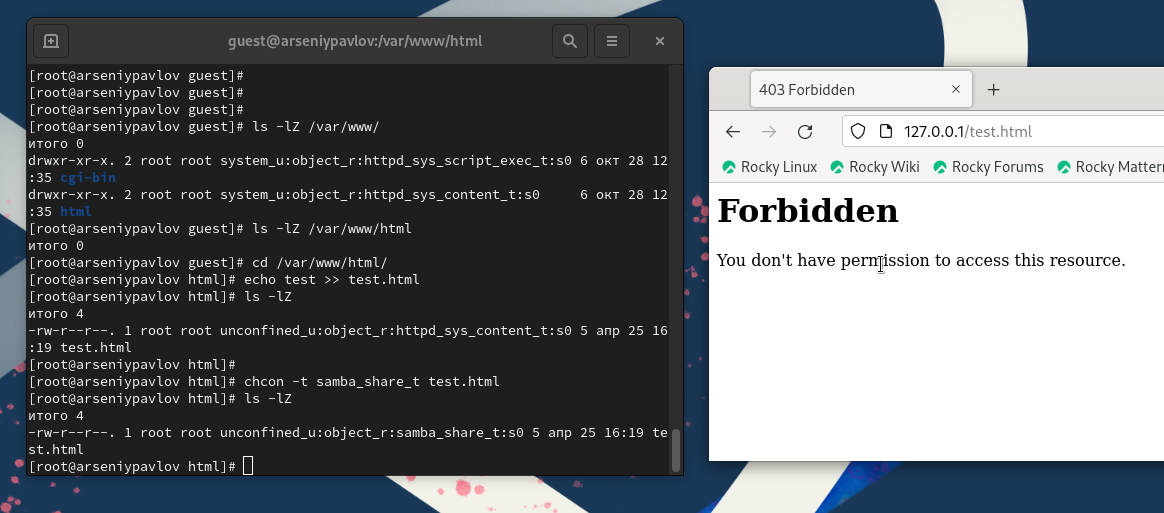 guest@arseniypavlov:/var/www/html
[root@arseniypavlov guest]#
[root@arseniypavlov guest]#
[root@arseniypavlov guest]#
[root@arseniypavlov guest]# ls -lZ /var/www/
итого 0
drwxr-xr-x. 2 root root system_u:object_r:httpd_sys_script_exec_t:s0 6 окт 28 12
:35 cgi-bin
drwxr-xr-x. 2 root root system_u:object_r:httpd_sys_content_t:s0     6 окт 28 12
:35 html
[root@arseniypavlov guest]# ls -lZ /var/www/html
итого 0
[root@arseniypavlov guest]# cd /var/www/html/
[root@arseniypavlov html]# echo test >> test.html
[root@arseniypavlov html]# ls -lZ
итого 4
-rw-r--r--. 1 root root unconfined_u:object_r:httpd_sys_content_t:s0 5 апр 25 16
:19 test.html
[root@arseniypavlov html]#
[root@arseniypavlov html]# chcon -t samba_share_t test.html
[root@arseniypavlov html]# ls -lZ
итого 4
-rw-r--r--. 1 root root unconfined_u:object_r:samba_share_t:s0 5 апр 25 16:19 te
st.html
[root@arseniypavlov html]#
403 Forbidden
127.0.0.1/test.html
Rocky Linux Rocky Wiki Rocky Forums Rocky Matter
Forbidden
You don't have permission to access this resource.